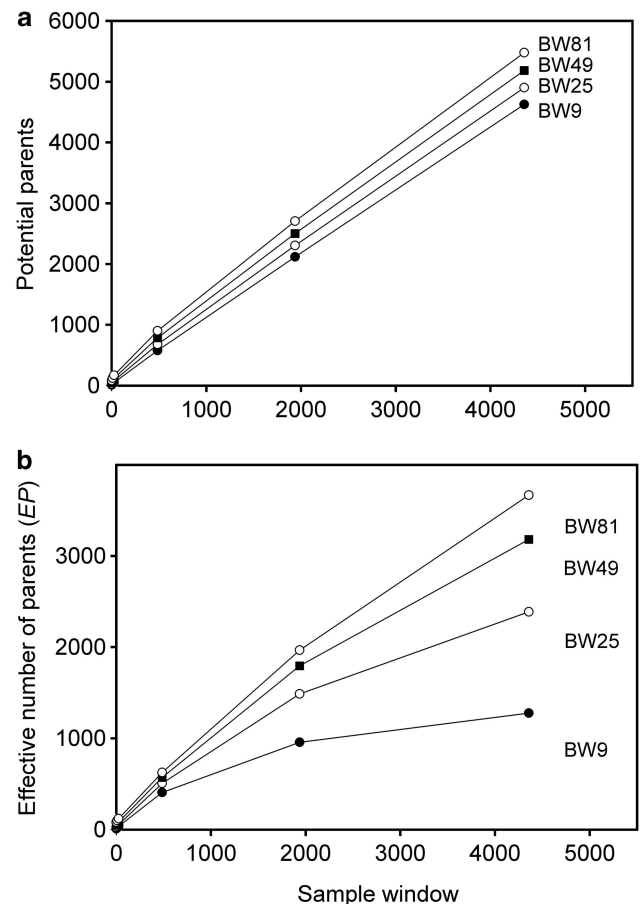 a
6000
5000
4000
3000
2000
1000
0
Potential parents
BW81
BW49
BW25
BW9
0 1000 2000 3000 4000 5000
b
3000
2000
1000
0
Effective number of parents (EP)
BW81
BW49
BW25
BW9
0 1000 2000 3000 4000 5000
Sample window